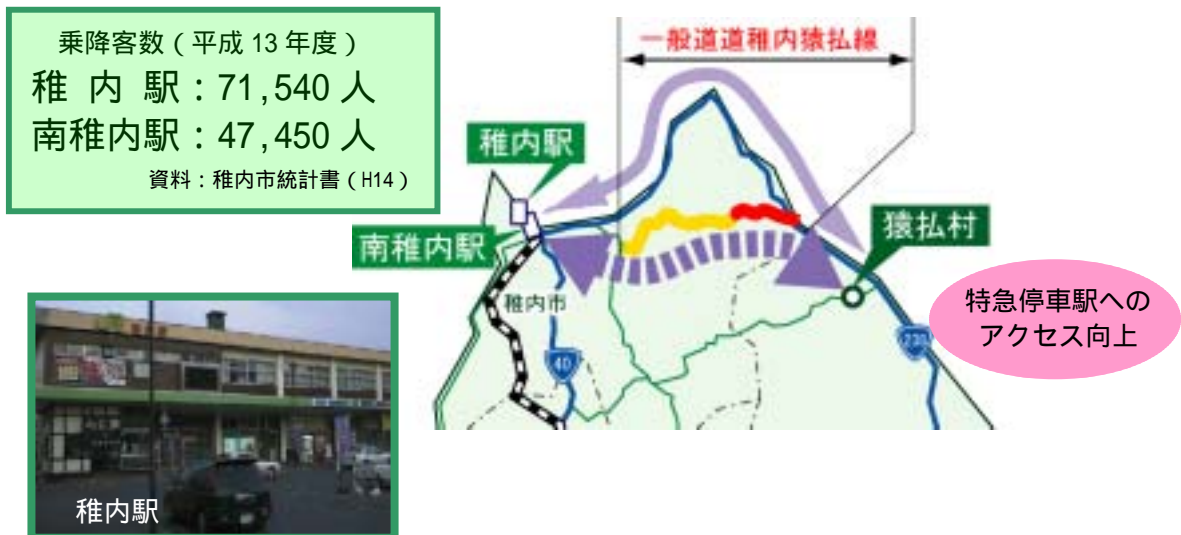 乗降客数（平成 13 年度）
稚 内 駅：71,540 人
南稚内駅：47,450 人
資料：稚内市統計書（H14）
一般道道稚内猿払線
稚内駅
南稚内駅
猿払村
稚内市
40
238
特急停車駅への
アクセス向上
稚内駅